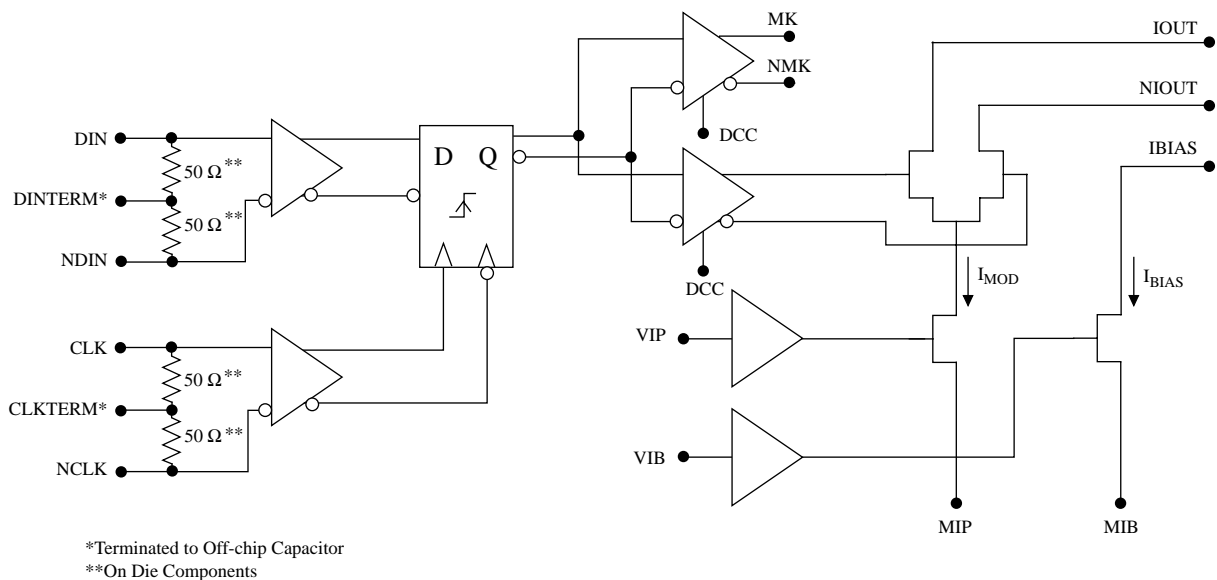 MK
IOUT
NMK
NIOUT
DCC
DIN
50 Ω**
D Q
IBIAS
DINTERM*
50 Ω**
NDIN
DCC
IMOD
IBIAS
VIP
CLK
50 Ω**
CLKTERM*
50 Ω**
NCLK
VIB
MIP
MIB
*Terminated to Off-chip Capacitor
**On Die Components